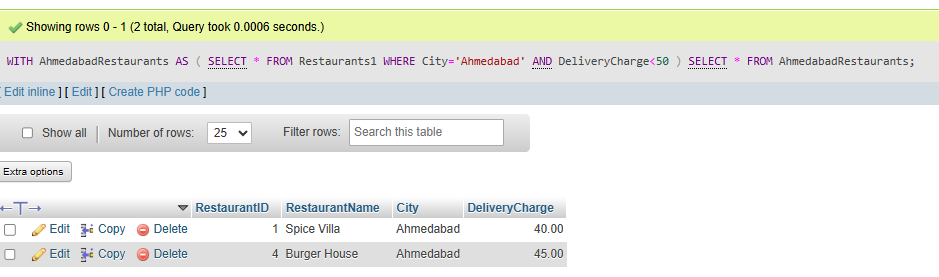 Showing rows 0 - 1 (2 total, Query took 0.0006 seconds.)
WITH AhmedabadRestaurants AS ( SELECT * FROM Restaurants1 WHERE City='Ahmedabad' AND DeliveryCharge<50 ) SELECT * FROM AhmedabadRestaurants;
[ Edit inline ] [ Edit ] [ Create PHP code ]
Show all | Number of rows: 25 Filter rows: Search this table
Extra options
←T→ RestaurantID RestaurantName City DeliveryCharge
Edit Copy Delete 1 Spice Villa Ahmedabad 40.00
Edit Copy Delete 4 Burger House Ahmedabad 45.00